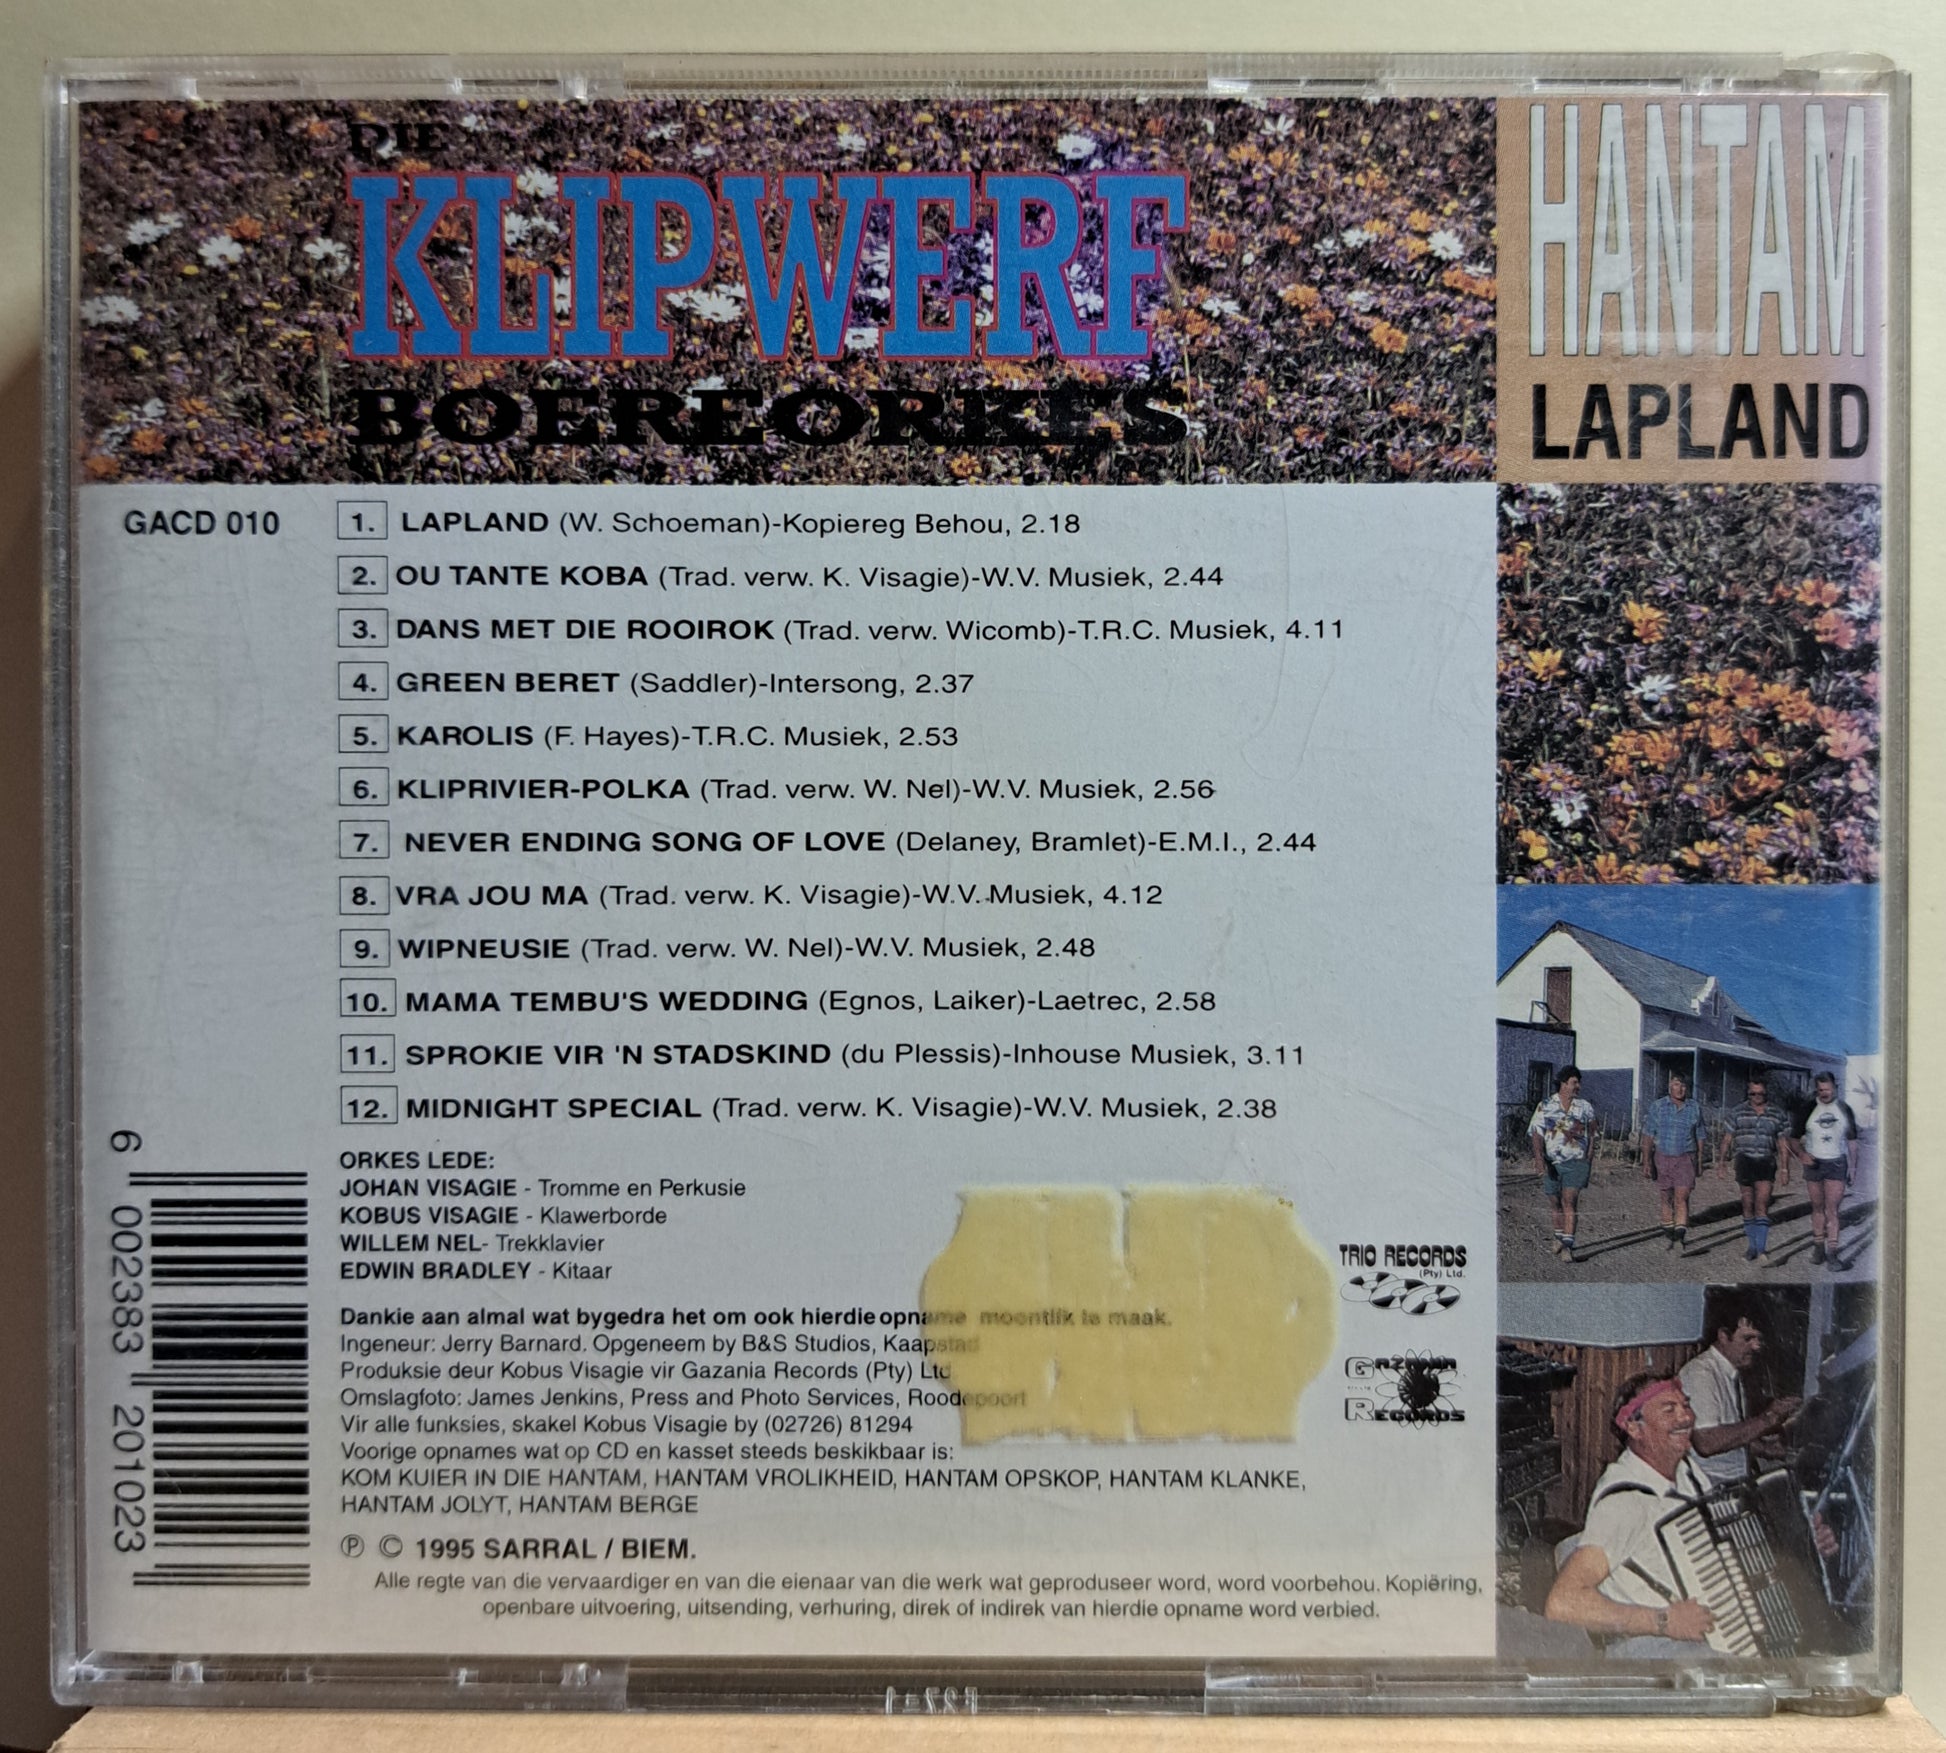 DIE
KLIPWERF
BOEREORKES
HANTAM
LAPLAND
GACD 010
1. LAPLAND (W. Schoeman)-Kopiereg Behou, 2.18
2. OU TANTE KOBA (Trad. verw. K. Visagie)-W.V. Musiek, 2.44
3. DANS MET DIE ROOIROK (Trad. verw. Wicomb)-T.R.C. Musiek, 4.11
4. GREEN BERET (Saddler)-Intersong, 2.37
5. KAROLIS (F. Hayes)-T.R.C. Musiek, 2.53
6. KLIPRIVIER-POLKA (Trad. verw. W. Nel)-W.V. Musiek, 2.56
7. NEVER ENDING SONG OF LOVE (Delaney, Bramlet)-E.M.I., 2.44
8. VRA JOU MA (Trad. verw. K. Visagie)-W.V. Musiek, 4.12
9. WIPNEUSIE (Trad. verw. W. Nel)-W.V. Musiek, 2.48
10. MAMA TEMBU'S WEDDING (Egnos, Laiker)-Laetrec, 2.58
11. SPROKIE VIR 'N STADSKIND (du Plessis)-Inhouse Musiek, 3.11
12. MIDNIGHT SPECIAL (Trad. verw. K. Visagie)-W.V. Musiek, 2.38
ORKES LEDE:
JOHAN VISAGIE - Tromme en Perkusie
KOBUS VISAGIE - Klawerborde
WILLEM NEL- Trekklavier
EDWIN BRADLEY - Kitaar
Dankie aan almal wat bygedra het om ook hierdie opname moontlik te maak.
Ingeneur: Jerry Barnard. Opgeneem by B&S Studios, Kaapstad
Produksie deur Kobus Visagie vir Gazania Records (Pty) Ltd
Omslagfoto: James Jenkins, Press and Photo Services, Roodepoort
Vir alle funksies, skakel Kobus Visagie by (02726) 81294
Voorige opnames wat op CD en kasset steeds beskikbaar is:
KOM KUIER IN DIE HANTAM, HANTAM VROLIKHEID, HANTAM OPSKOP, HANTAM KLANKE,
HANTAM JOLYT, HANTAM BERGE
Ⓟ © 1995 SARRAL / BIEM.
Alle regte van die vervaardiger en van die eienaar van die werk wat geproduseer word, word voorbehou. Kopiëring,
openbare uitvoering, uitsending, verhuring, direk of indirek van hierdie opname word verbied.
TRIO RECORDS
(Pty) Ltd.
GAZANIA
RECORDS
6 002383 201023